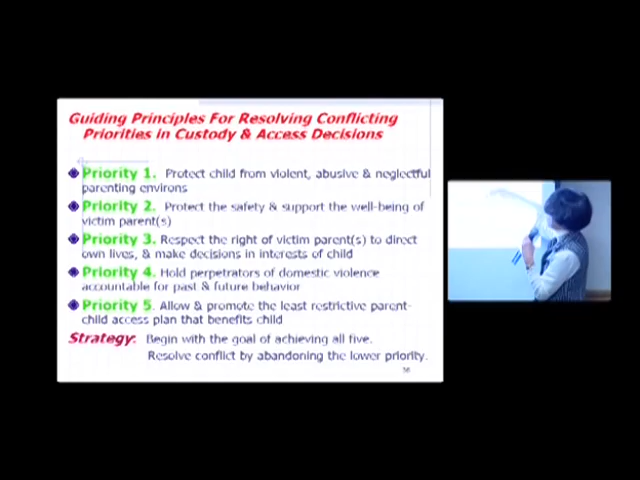 Guiding Principles For Resolving Conflicting
Priorities in Custody & Access Decisions
Priority 1. Protect child from violent, abusive & neglectful
parenting environs
Priority 2. Protect the safety & support the well-being of
victim parent(s)
Priority 3. Respect the right of victim parent(s) to direct
own lives, & make decisions in interests of child
Priority 4. Hold perpetrators of domestic violence
accountable for past & future behavior
Priority 5. Allow & promote the least restrictive parent-
child access plan that benefits child
Strategy: Begin with the goal of achieving all five.
Resolve conflict by abandoning the lower priority.